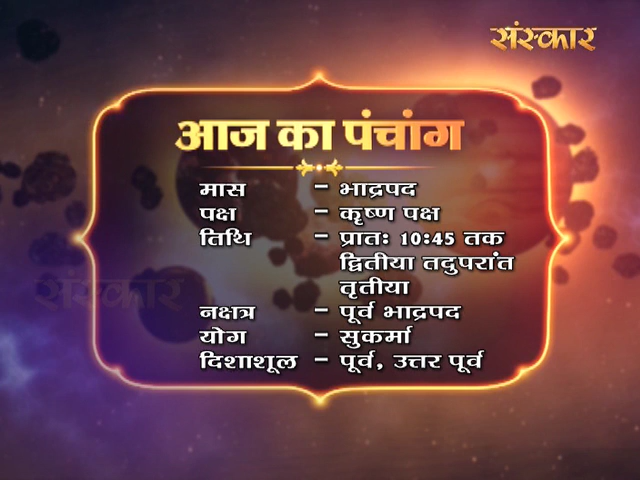 संस्कार
आज का पंचांग
मास – भाद्रपद
पक्ष – कृष्ण पक्ष
तिथि – प्रातः 10:45 तक
द्वितीया तदुपरांत
तृतीया
संस्कार
नक्षत्र – पूर्व भाद्रपद
योग – सुकर्मा
दिशाशूल – पूर्व, उत्तर पूर्व